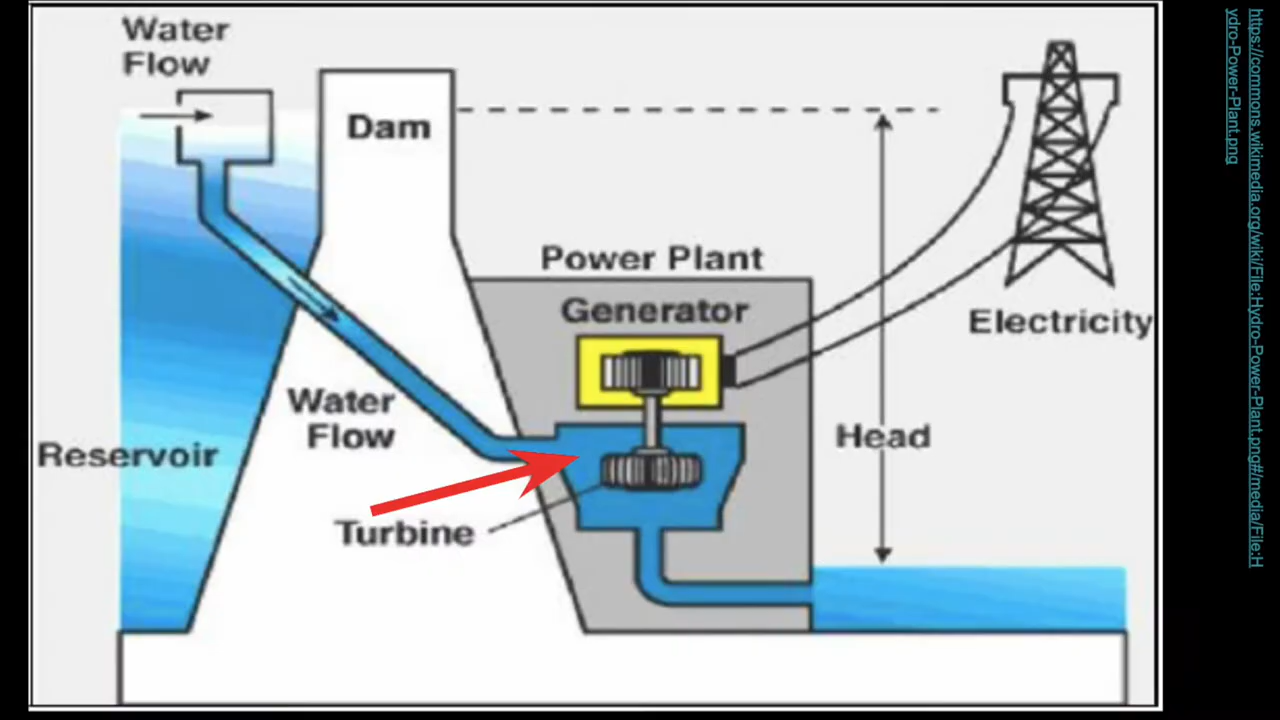 Water
Flow
Dam
Power Plant
Generator
Electricity
Water
Flow
Head
Reservoir
Turbine
https://commons.wikimedia.org/wiki/File:Hydro-Power-Plant.png#/media/File:H
ydro-Power-Plant.png